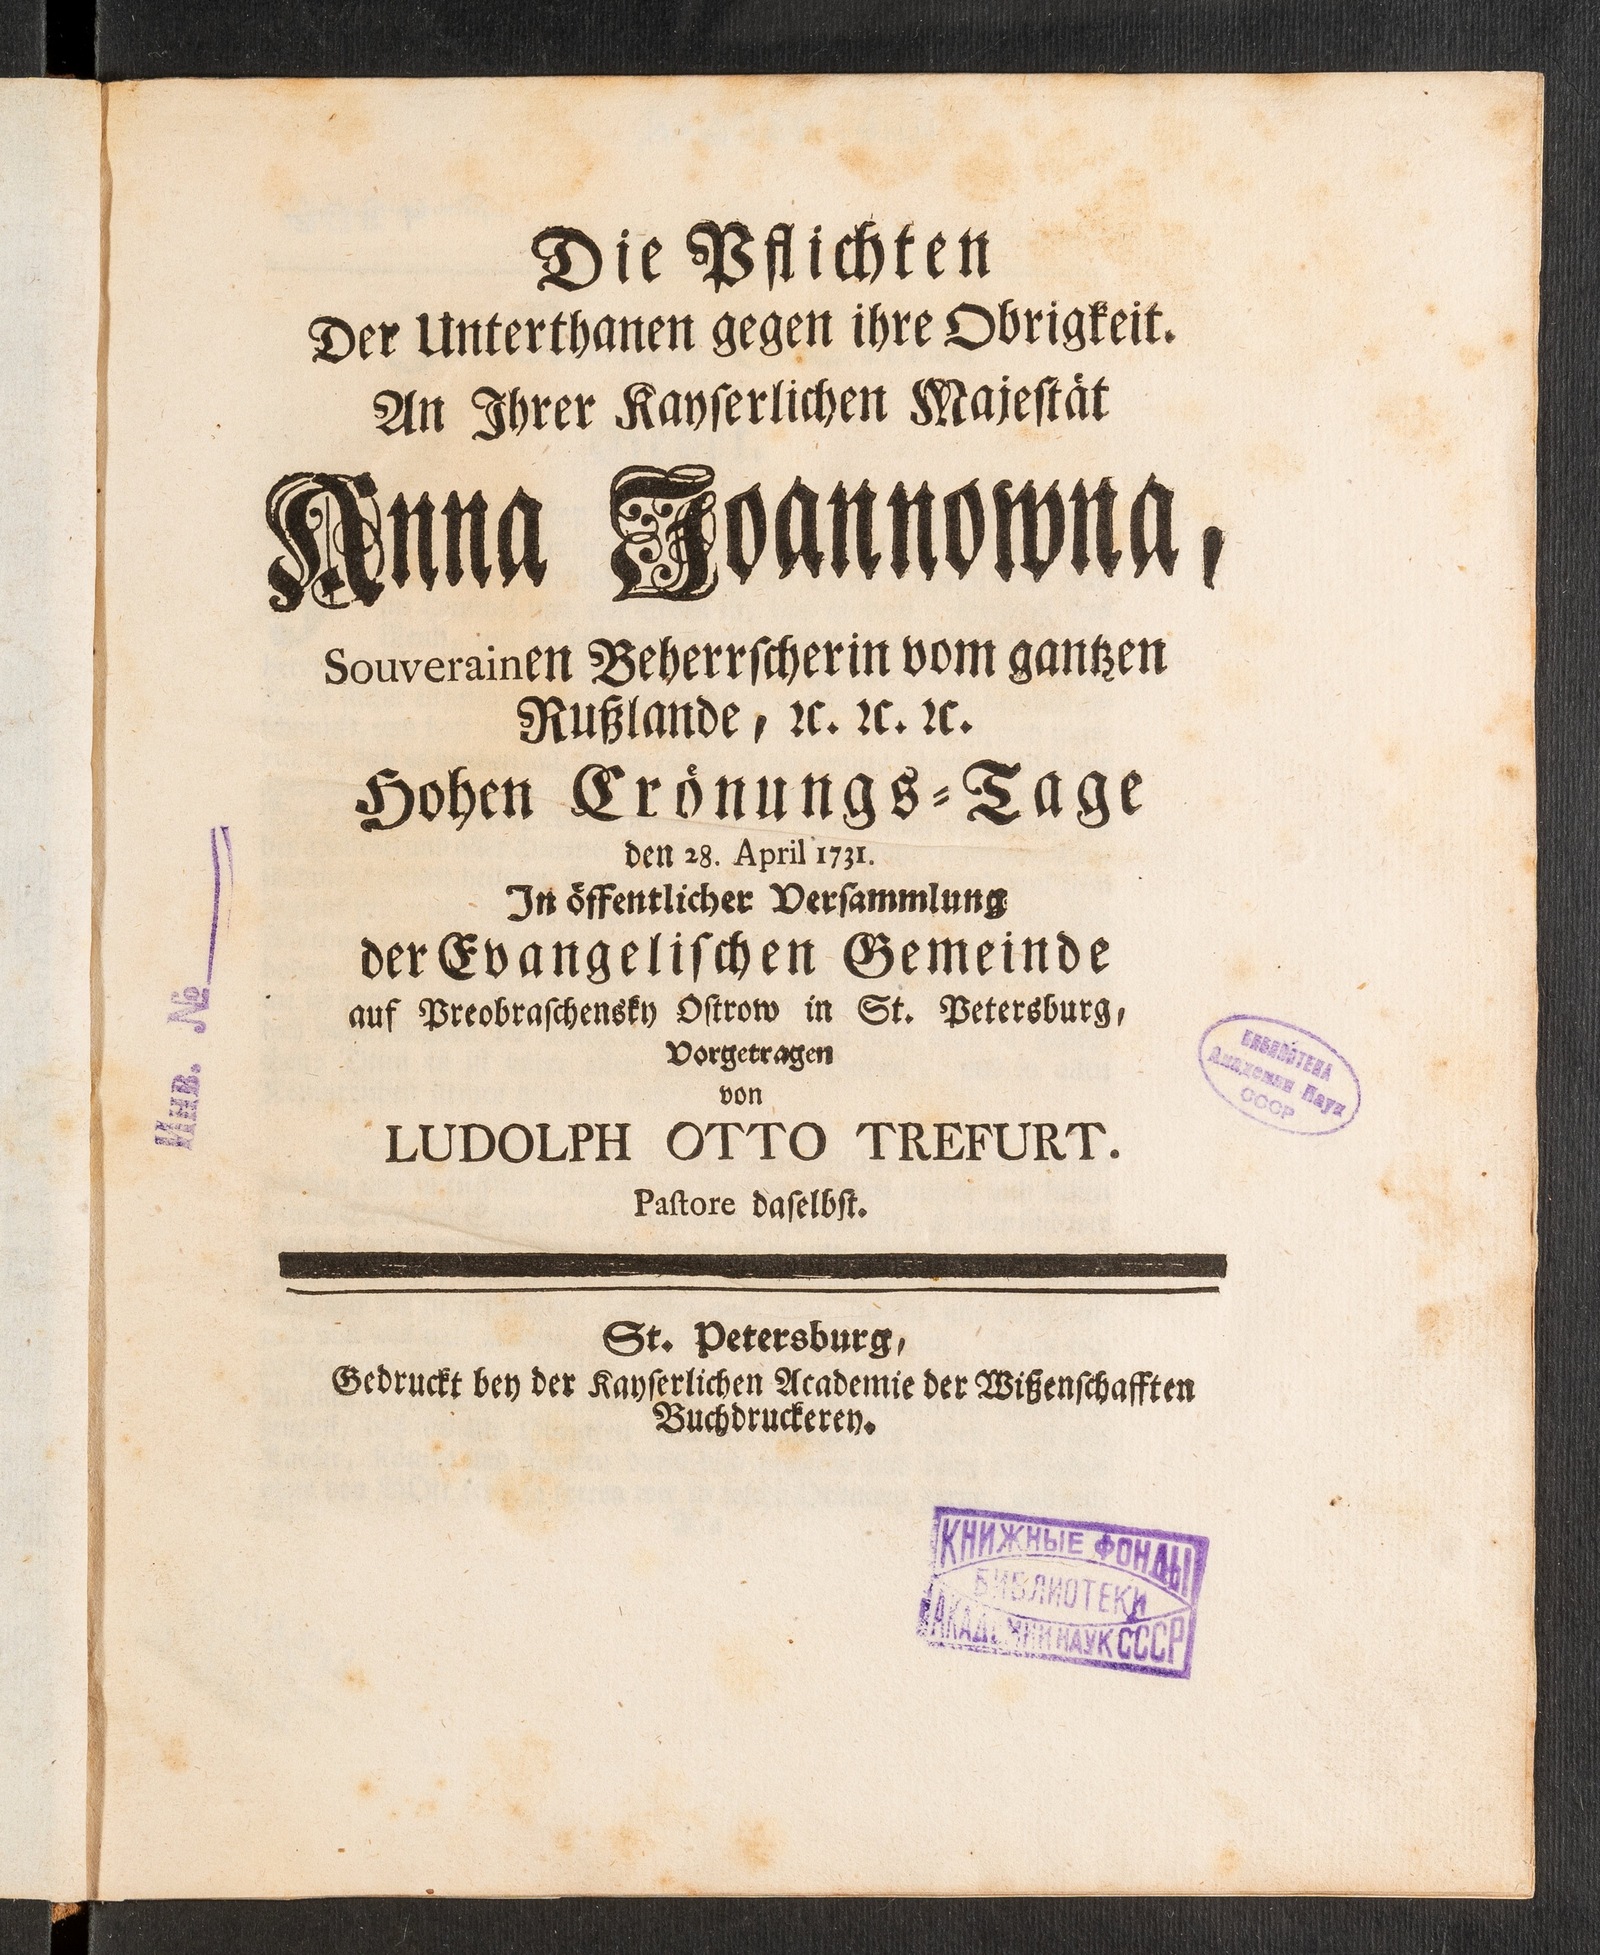 Die Pflichten
Der Unterthanen gegen ihre Obrigkeit.
An Ihrer Kayſerlichen Majeſtåt
Anna Joannowna,
Souverainen Beherrſcherin vom gantzen
Rußlande, ꝛc. ꝛc. ꝛc.
Hohen Crönungs-Tage
den 28. April 1731.
In öffentlicher Verſammlung
der Evangeliſchen Gemeinde
auf Preobraſchensky Oſtrow in St. Petersburg,
Vorgetragen
von
LUDOLPH OTTO TREFURT.
Paſtore daſelbſt.
St. Petersburg,
Gedruckt bey der Kayſerlichen Academie der Wißenſchafften
Buchdruckerey.
Инв. №
БИБЛИОТЕКА
Академии Наук
СССР
КНИЖНЫЕ ФОНДЫ
БИБЛИОТЕКИ
АКАДЕМИИ НАУК СССР